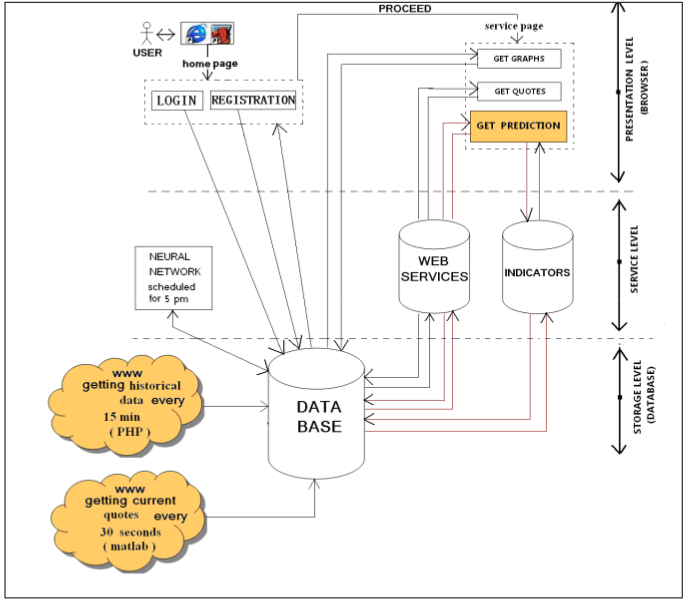 PROCEED
service page
USER
home page
LOGIN
REGISTRATION
GET GRAPHS
GET QUOTES
GET PREDICTION
PRESENTATION LEVEL
(BROWSER)
WEB
SERVICES
INDICATORS
SERVICE LEVEL
NEURAL
NETWORK
scheduled
for 5 pm
DATA
BASE
STORAGE LEVEL
(DATABASE)
www
getting historical
data every
15 min
( PHP )
www
getting current
quotes every
30 seconds
( matlab )